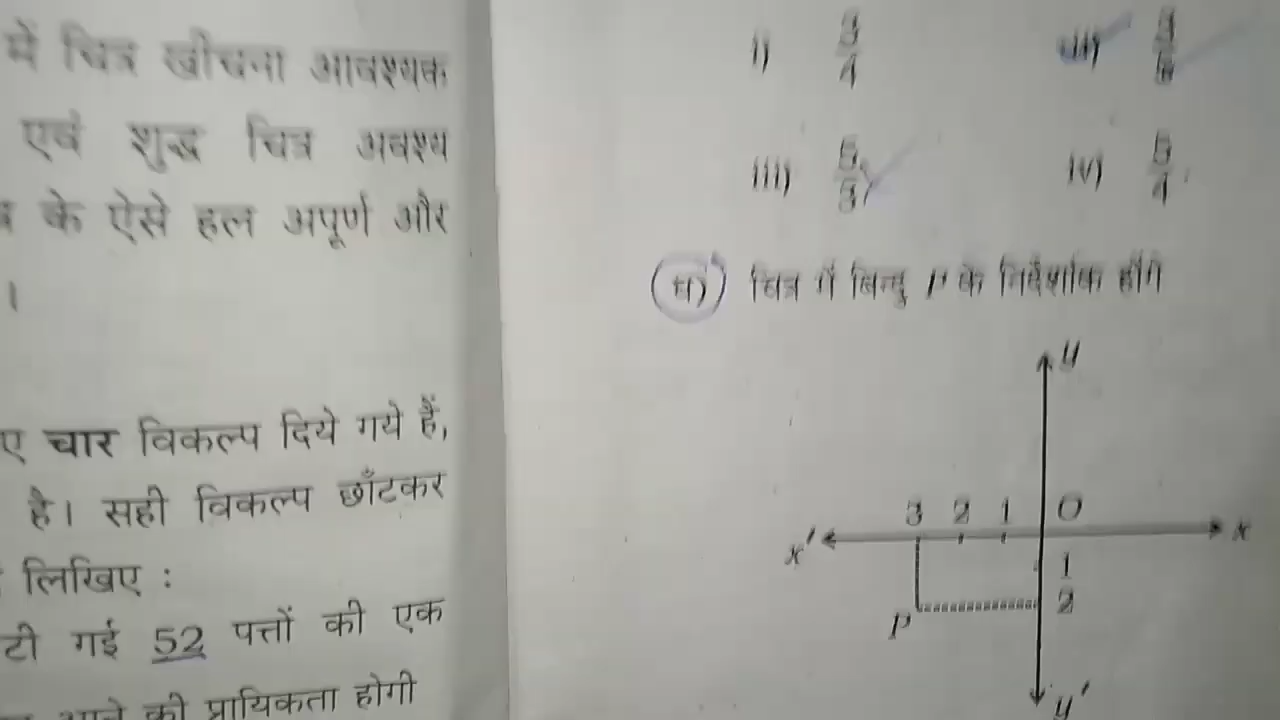 में चित्र खींचना आवश्यक
एवं शुद्ध चित्र अवश्य
के ऐसे हल अपूर्ण और
।
ए चार विकल्प दिये गये हैं,
है। सही विकल्प छाँटकर
लिखिए :
टी गई 52 पत्तों की एक
आने की प्रायिकता होगी
i) 3/4
iii) 5/3
iv) 5/4
चित्र में बिन्दु P के निर्देशांक होंगे
y
3 2 1 O
x' x
1
2
P
y'